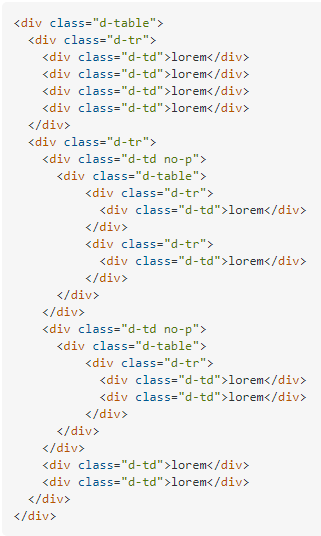 <div class="d-table">
  <div class="d-tr">
    <div class="d-td">lorem</div>
    <div class="d-td">lorem</div>
    <div class="d-td">lorem</div>
    <div class="d-td">lorem</div>
  </div>
  <div class="d-tr">
    <div class="d-td no-p">
      <div class="d-table">
          <div class="d-tr">
            <div class="d-td">lorem</div>
          </div>
          <div class="d-tr">
            <div class="d-td">lorem</div>
          </div>
      </div>
    </div>
    <div class="d-td no-p">
      <div class="d-table">
          <div class="d-tr">
            <div class="d-td">lorem</div>
            <div class="d-td">lorem</div>
          </div>
      </div>
    </div>
    <div class="d-td">lorem</div>
    <div class="d-td">lorem</div>
  </div>
</div>